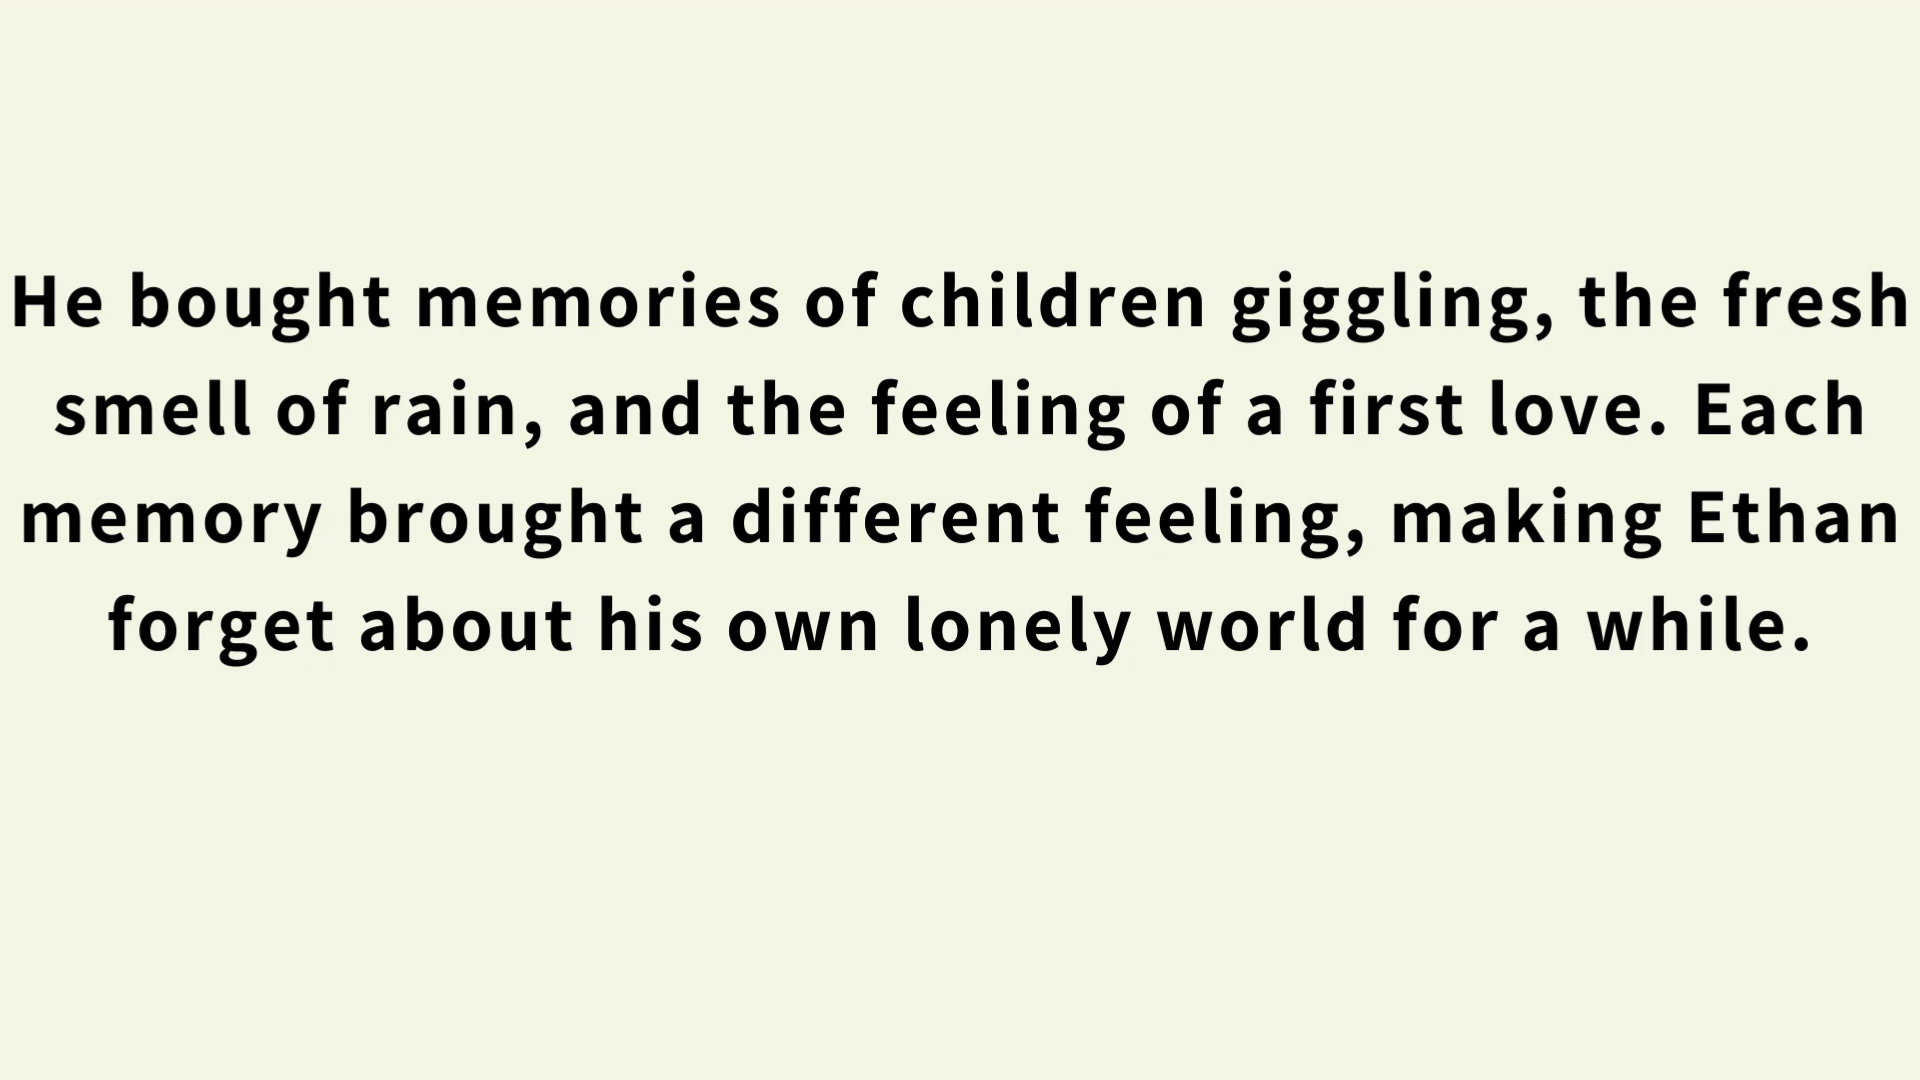 He bought memories of children giggling, the fresh
smell of rain, and the feeling of a first love. Each
memory brought a different feeling, making Ethan
forget about his own lonely world for a while.